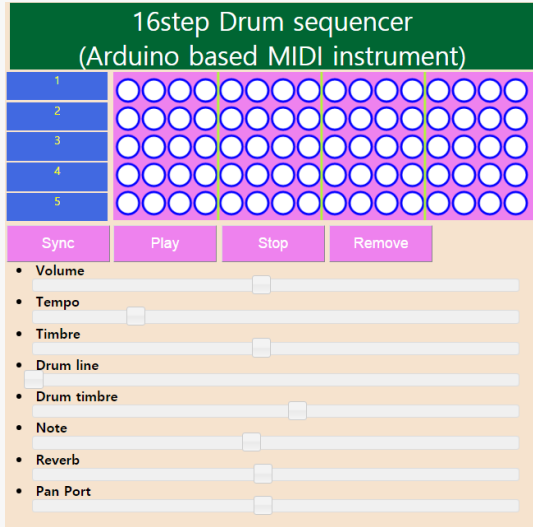 16step Drum sequencer
(Arduino based MIDI instrument)
1
2
3
4
5
Sync Play Stop Remove
Volume
Tempo
Timbre
Drum line
Drum timbre
Note
Reverb
Pan Port